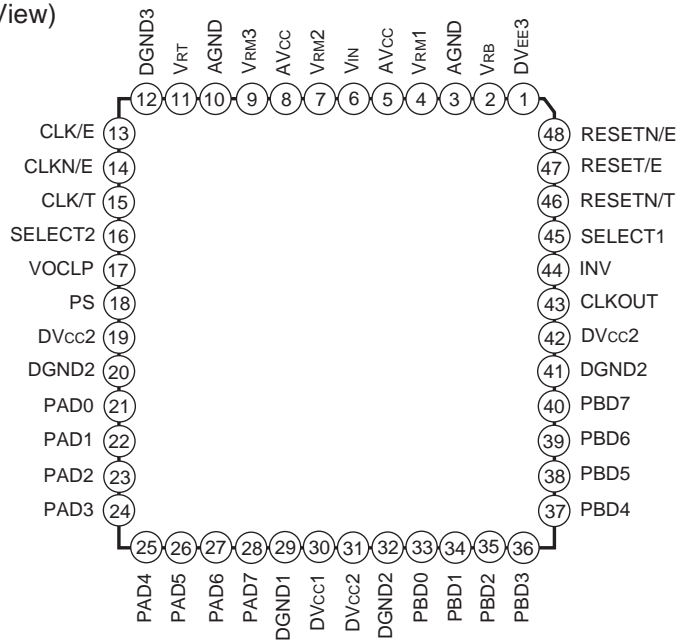 View)
DGND3
VRT
AGND
VRM3
AVCC
VRM2
VIN
AVCC
VRM1
AGND
VRB
DVEE3
12 11 10 9 8 7 6 5 4 3 2 1
CLK/E 13
CLKN/E 14
CLK/T 15
SELECT2 16
VOCLP 17
PS 18
DVCC2 19
DGND2 20
PAD0 21
PAD1 22
PAD2 23
PAD3 24
48 RESETN/E
47 RESET/E
46 RESETN/T
45 SELECT1
44 INV
43 CLKOUT
42 DVCC2
41 DGND2
40 PBD7
39 PBD6
38 PBD5
37 PBD4
25 26 27 28 29 30 31 32 33 34 35 36
PAD4
PAD5
PAD6
PAD7
DGND1
DVCC1
DVCC2
DGND2
PBD0
PBD1
PBD2
PBD3